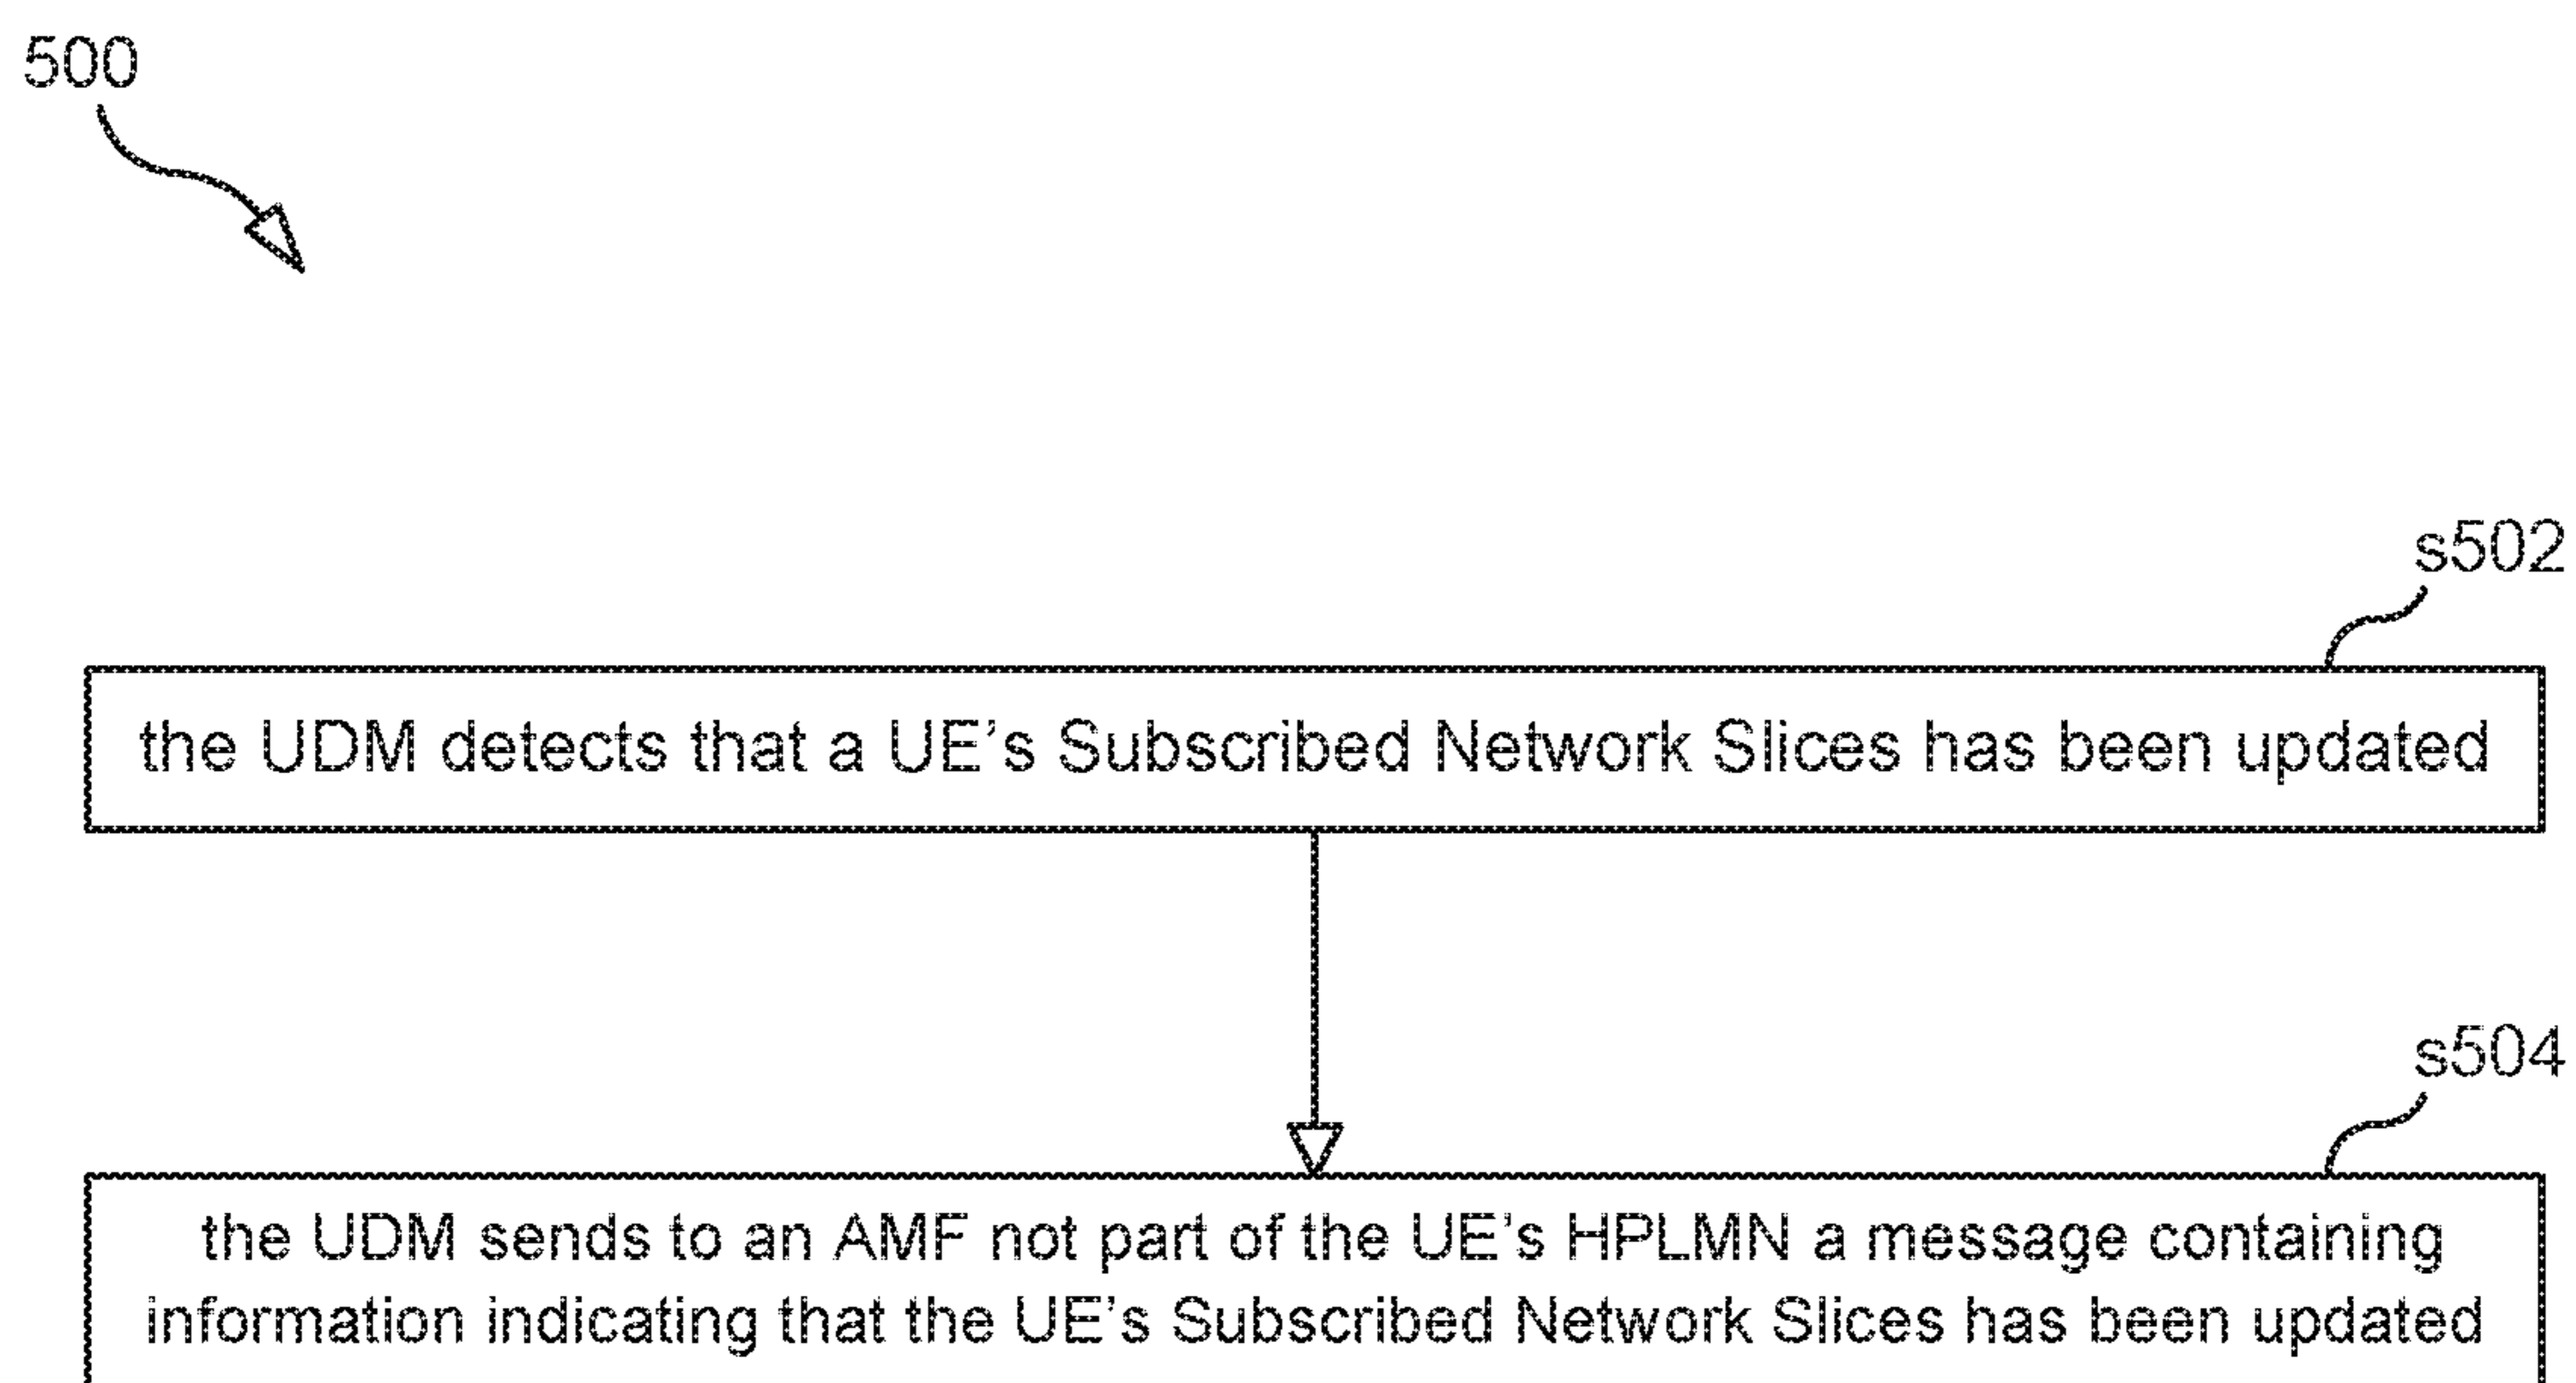 500
s502
the UDM detects that a UE’s Subscribed Network Slices has been updated
s504
the UDM sends to an AMF not part of the UE’s HPLMN a message containing
information indicating that the UE’s Subscribed Network Slices has been updated